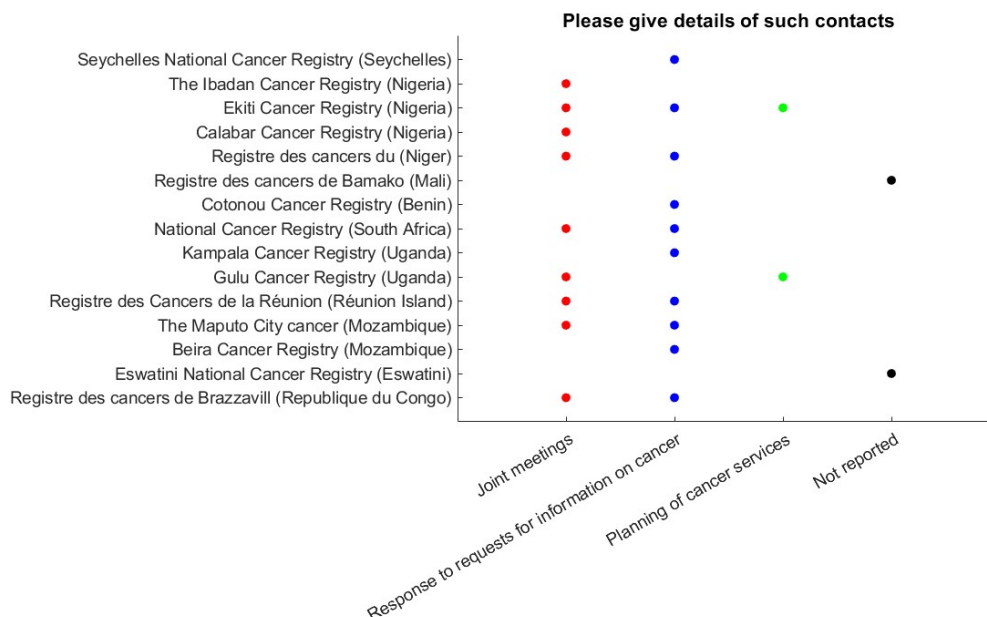 Please give details of such contacts
Seychelles National Cancer Registry (Seychelles)
The Ibadan Cancer Registry (Nigeria)
Ekiti Cancer Registry (Nigeria)
Calabar Cancer Registry (Nigeria)
Registre des cancers du (Niger)
Registre des cancers de Bamako (Mali)
Cotonou Cancer Registry (Benin)
National Cancer Registry (South Africa)
Kampala Cancer Registry (Uganda)
Gulu Cancer Registry (Uganda)
Registre des Cancers de la Réunion (Réunion Island)
The Maputo City cancer (Mozambique)
Beira Cancer Registry (Mozambique)
Eswatini National Cancer Registry (Eswatini)
Registre des cancers de Brazzavill (Republique du Congo)
Joint meetings
Response to requests for information on cancer
Planning of cancer services
Not reported